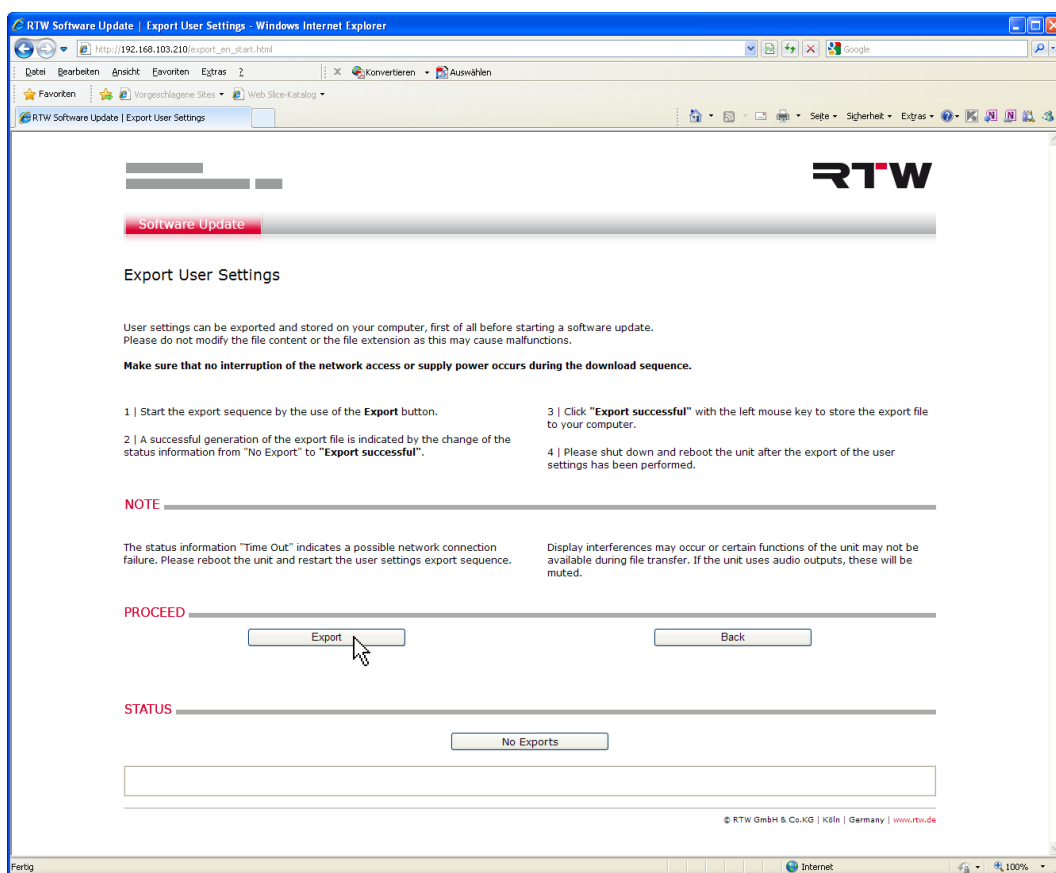 RTW Software Update | Export User Settings - Windows Internet Explorer
http://192.168.103.210/export_en_start.html
Google
Datei Bearbeiten Ansicht Favoriten Extras ?
X Konvertieren Auswählen
Favoriten Vorgeschlagene Sites Web Slice-Katalog
RTW Software Update | Export User Settings
Seite Sicherheit Extras
RTW
Software Update
Export User Settings
User settings can be exported and stored on your computer, first of all before starting a software update.
Please do not modify the file content or the file extension as this may cause malfunctions.
Make sure that no interruption of the network access or supply power occurs during the download sequence.
1 | Start the export sequence by the use of the Export button.
2 | A successful generation of the export file is indicated by the change of the
status information from "No Export" to "Export successful".
3 | Click "Export successful" with the left mouse key to store the export file
to your computer.
4 | Please shut down and reboot the unit after the export of the user
settings has been performed.
NOTE
The status information "Time Out" indicates a possible network connection
failure. Please reboot the unit and restart the user settings export sequence.
Display interferences may occur or certain functions of the unit may not be
available during file transfer. If the unit uses audio outputs, these will be
muted.
PROCEED
Export
Back
STATUS
No Exports
© RTW GmbH & Co.KG | Köln | Germany | www.rtw.de
Fertig
Internet
100%